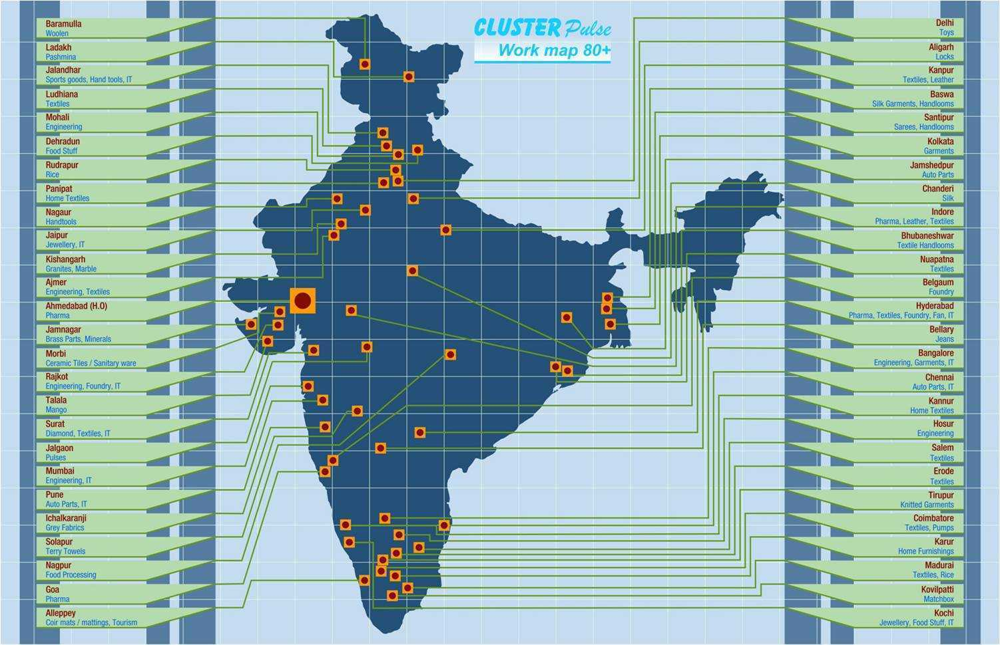 CLUSTER Pulse
Work map 80+
Baramulla
Woolen
Ladakh
Pashmina
Jalandhar
Sports goods, Hand tools, IT
Ludhiana
Textiles
Mohali
Engineering
Dehradun
Food Stuff
Rudrapur
Rice
Panipat
Home Textiles
Nagaur
Handtools
Jaipur
Jewellery, IT
Kishangarh
Granites, Marble
Ajmer
Engineering, Textiles
Ahmedabad (H.O)
Pharma
Jamnagar
Brass Parts, Minerals
Morbi
Ceramic Tiles / Sanitary ware
Rajkot
Engineering, Foundry, IT
Talala
Mango
Surat
Diamond, Textiles, IT
Jalgaon
Pulses
Mumbai
Engineering, IT
Pune
Auto Parts, IT
Ichalkaranji
Grey Fabrics
Solapur
Terry Towels
Nagpur
Food Processing
Goa
Pharma
Alleppey
Coir mats / mattings, Tourism
Delhi
Toys
Aligarh
Locks
Kanpur
Textiles, Leather
Baswa
Silk Garments, Handlooms
Santipur
Sarees, Handlooms
Kolkata
Garments
Jamshedpur
Auto Parts
Chanderi
Silk
Indore
Pharma, Leather, Textiles
Bhubaneshwar
Textile Handlooms
Nuapatna
Textiles
Belgaum
Foundry
Hyderabad
Pharma, Textiles, Foundry, Fan, IT
Bellary
Jeans
Bangalore
Engineering, Garments, IT
Chennai
Auto Parts, IT
Kannur
Home Textiles
Hosur
Engineering
Salem
Textiles
Erode
Textiles
Tirupur
Knitted Garments
Coimbatore
Textiles, Pumps
Karur
Home Furnishings
Madurai
Textiles, Rice
Kovilpatti
Matchbox
Kochi
Jewellery, Food Stuff, IT